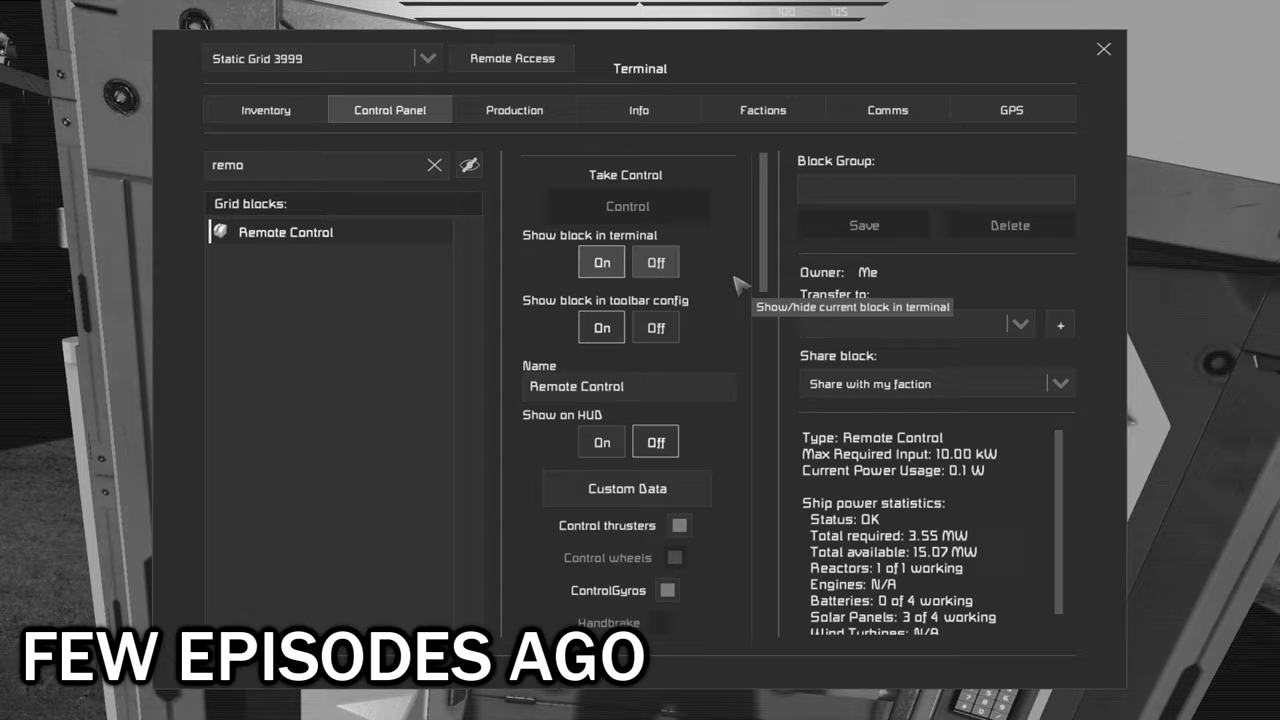 100 105
Static Grid 3999
Remote Access
Terminal
Inventory
Control Panel
Production
Info
Factions
Comms
GPS
remo
Grid blocks:
Remote Control
Take Control
Control
Show block in terminal
On Off
Show block in toolbar config
On Off
Name
Remote Control
Show on HUD
On Off
Custom Data
Control thrusters
Control wheels
ControlGyros
Handbrake
Block Group:
Save Delete
Owner: Me
Transfer to:
Show/hide current block in terminal
+
Share block:
Share with my faction
Type: Remote Control
Max Required Input: 10.00 kW
Current Power Usage: 0.1 W
Ship power statistics:
Status: OK
Total required: 3.55 MW
Total available: 15.07 MW
Reactors: 1 of 1 working
Engines: N/A
Batteries: 0 of 4 working
Solar Panels: 3 of 4 working
Wind Turbines: N/A
FEW EPISODES AGO